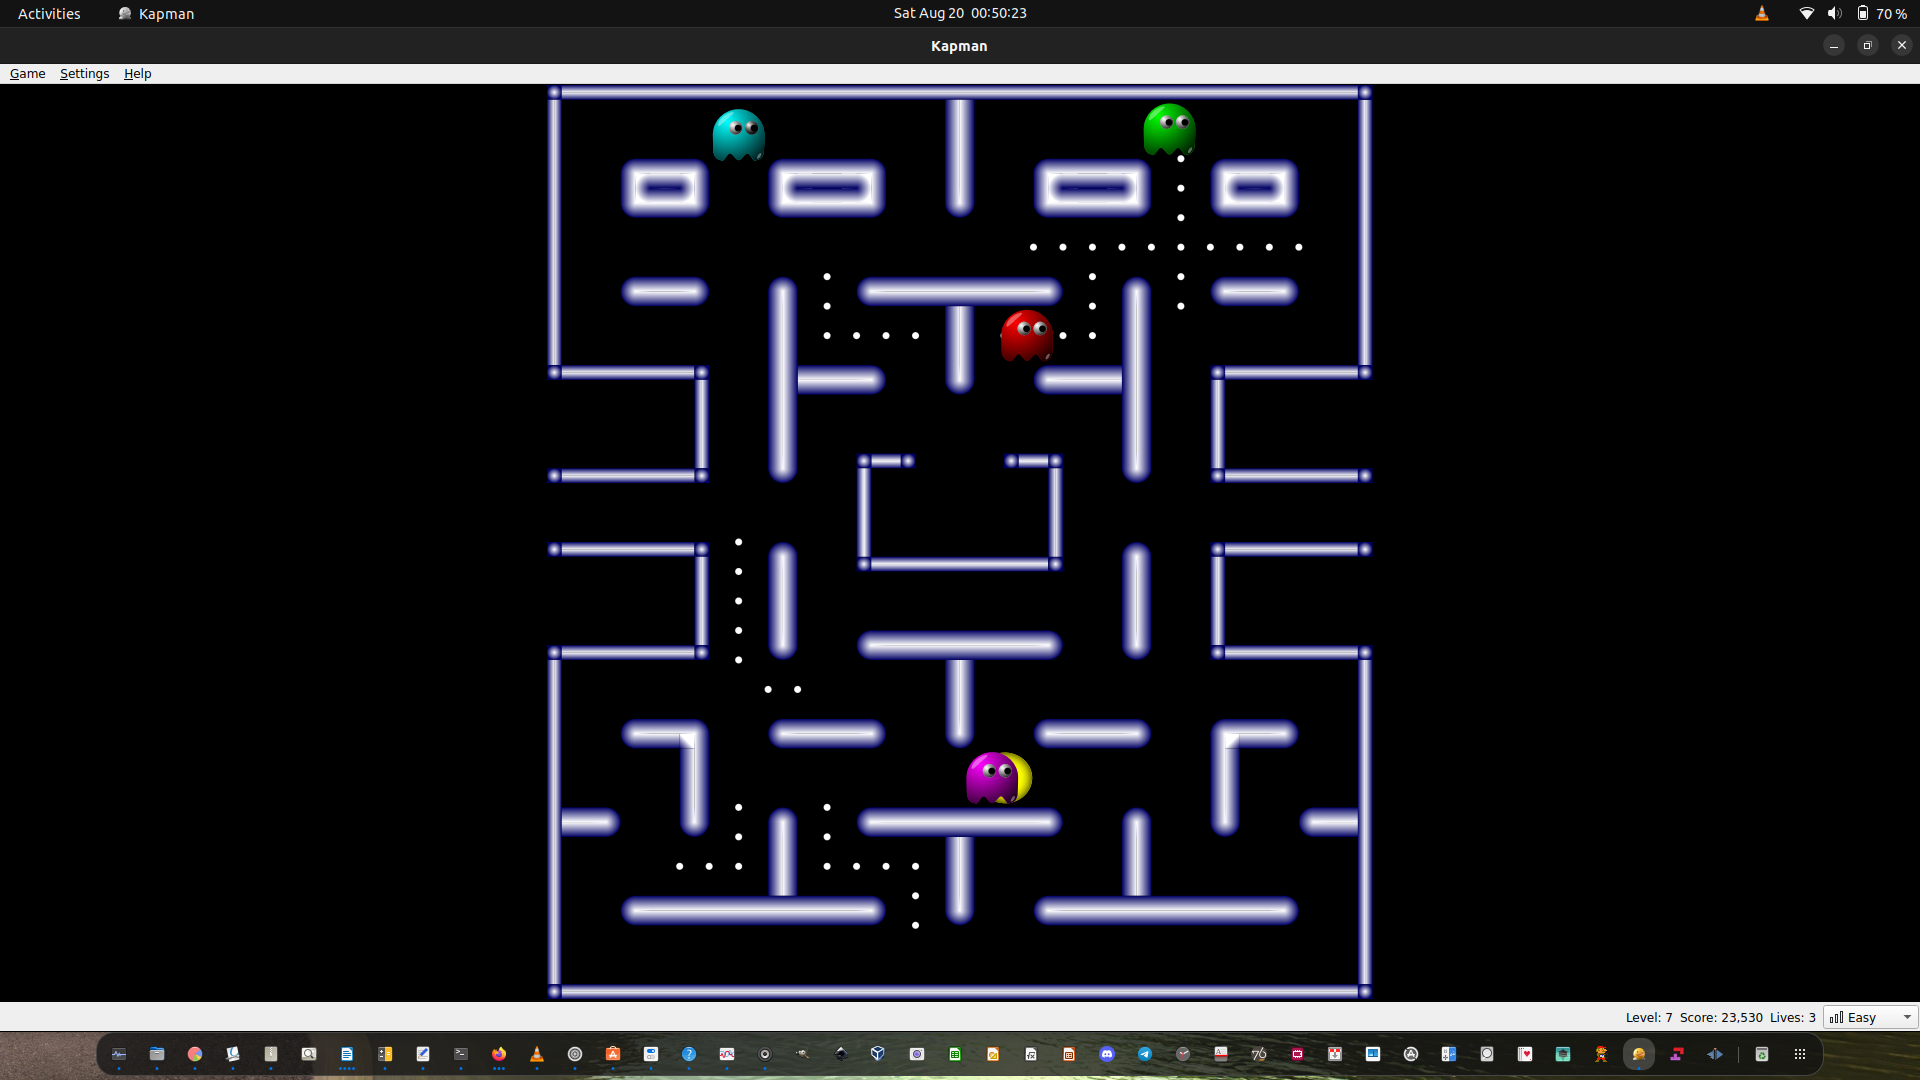 Activities Kapman Sat Aug 20 00:50:23 70 %
Kapman
Game Settings Help
Level: 7 Score: 23,530 Lives: 3 Easy